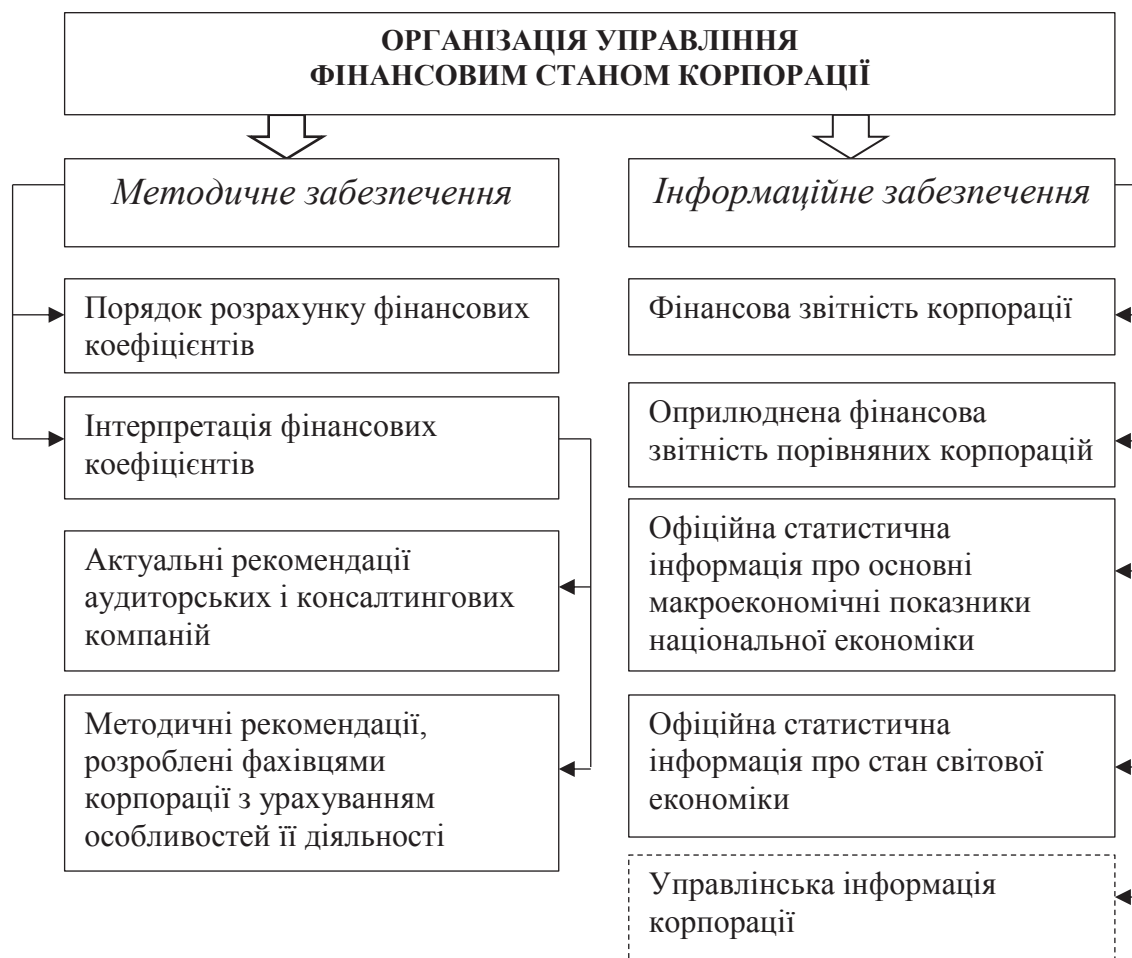 ОРГАНІЗАЦІЯ УПРАВЛІННЯ
ФІНАНСОВИМ СТАНОМ КОРПОРАЦІЇ
Методичне забезпечення
Порядок розрахунку фінансових
коефіцієнтів
Інтерпретація фінансових
коефіцієнтів
Актуальні рекомендації
аудиторських і консалтингових
компаній
Методичні рекомендації,
розроблені фахівцями
корпорації з урахуванням
особливостей її діяльності
Інформаційне забезпечення
Фінансова звітність корпорації
Оприлюднена фінансова
звітність порівняних корпорацій
Офіційна статистична
інформація про основні
макроекономічні показники
національної економіки
Офіційна статистична
інформація про стан світової
економіки
Управлінська інформація
корпорації